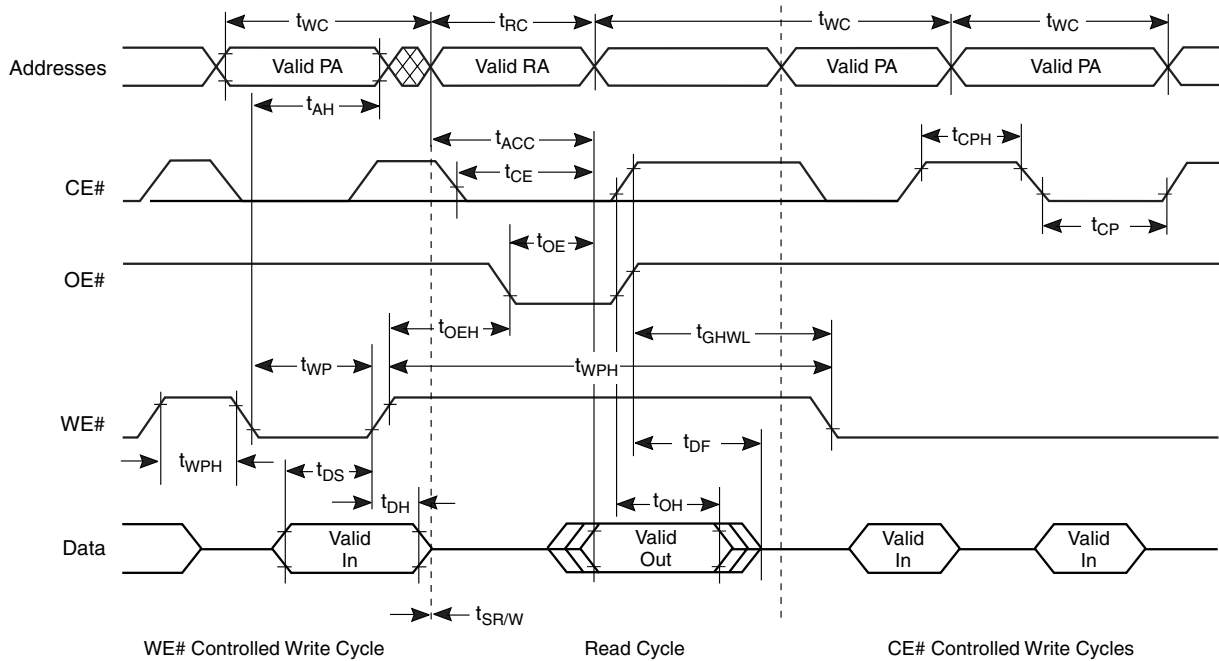 tWC tRC tWC tWC
Addresses Valid PA Valid RA Valid PA Valid PA
tAH
tACC tCPH
tCE
CE#
tCP
tOE
OE#
tOEH tGHWL
tWP tWPH
WE#
tWPH tDS tDF
tDH tOH
Data Valid In Valid Out Valid In Valid In
tSR/W
WE# Controlled Write Cycle Read Cycle CE# Controlled Write Cycles